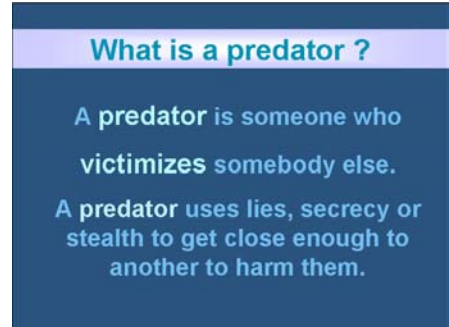 What is a predator ?
A predator is someone who
victimizes somebody else.
A predator uses lies, secrecy or
stealth to get close enough to
another to harm them.